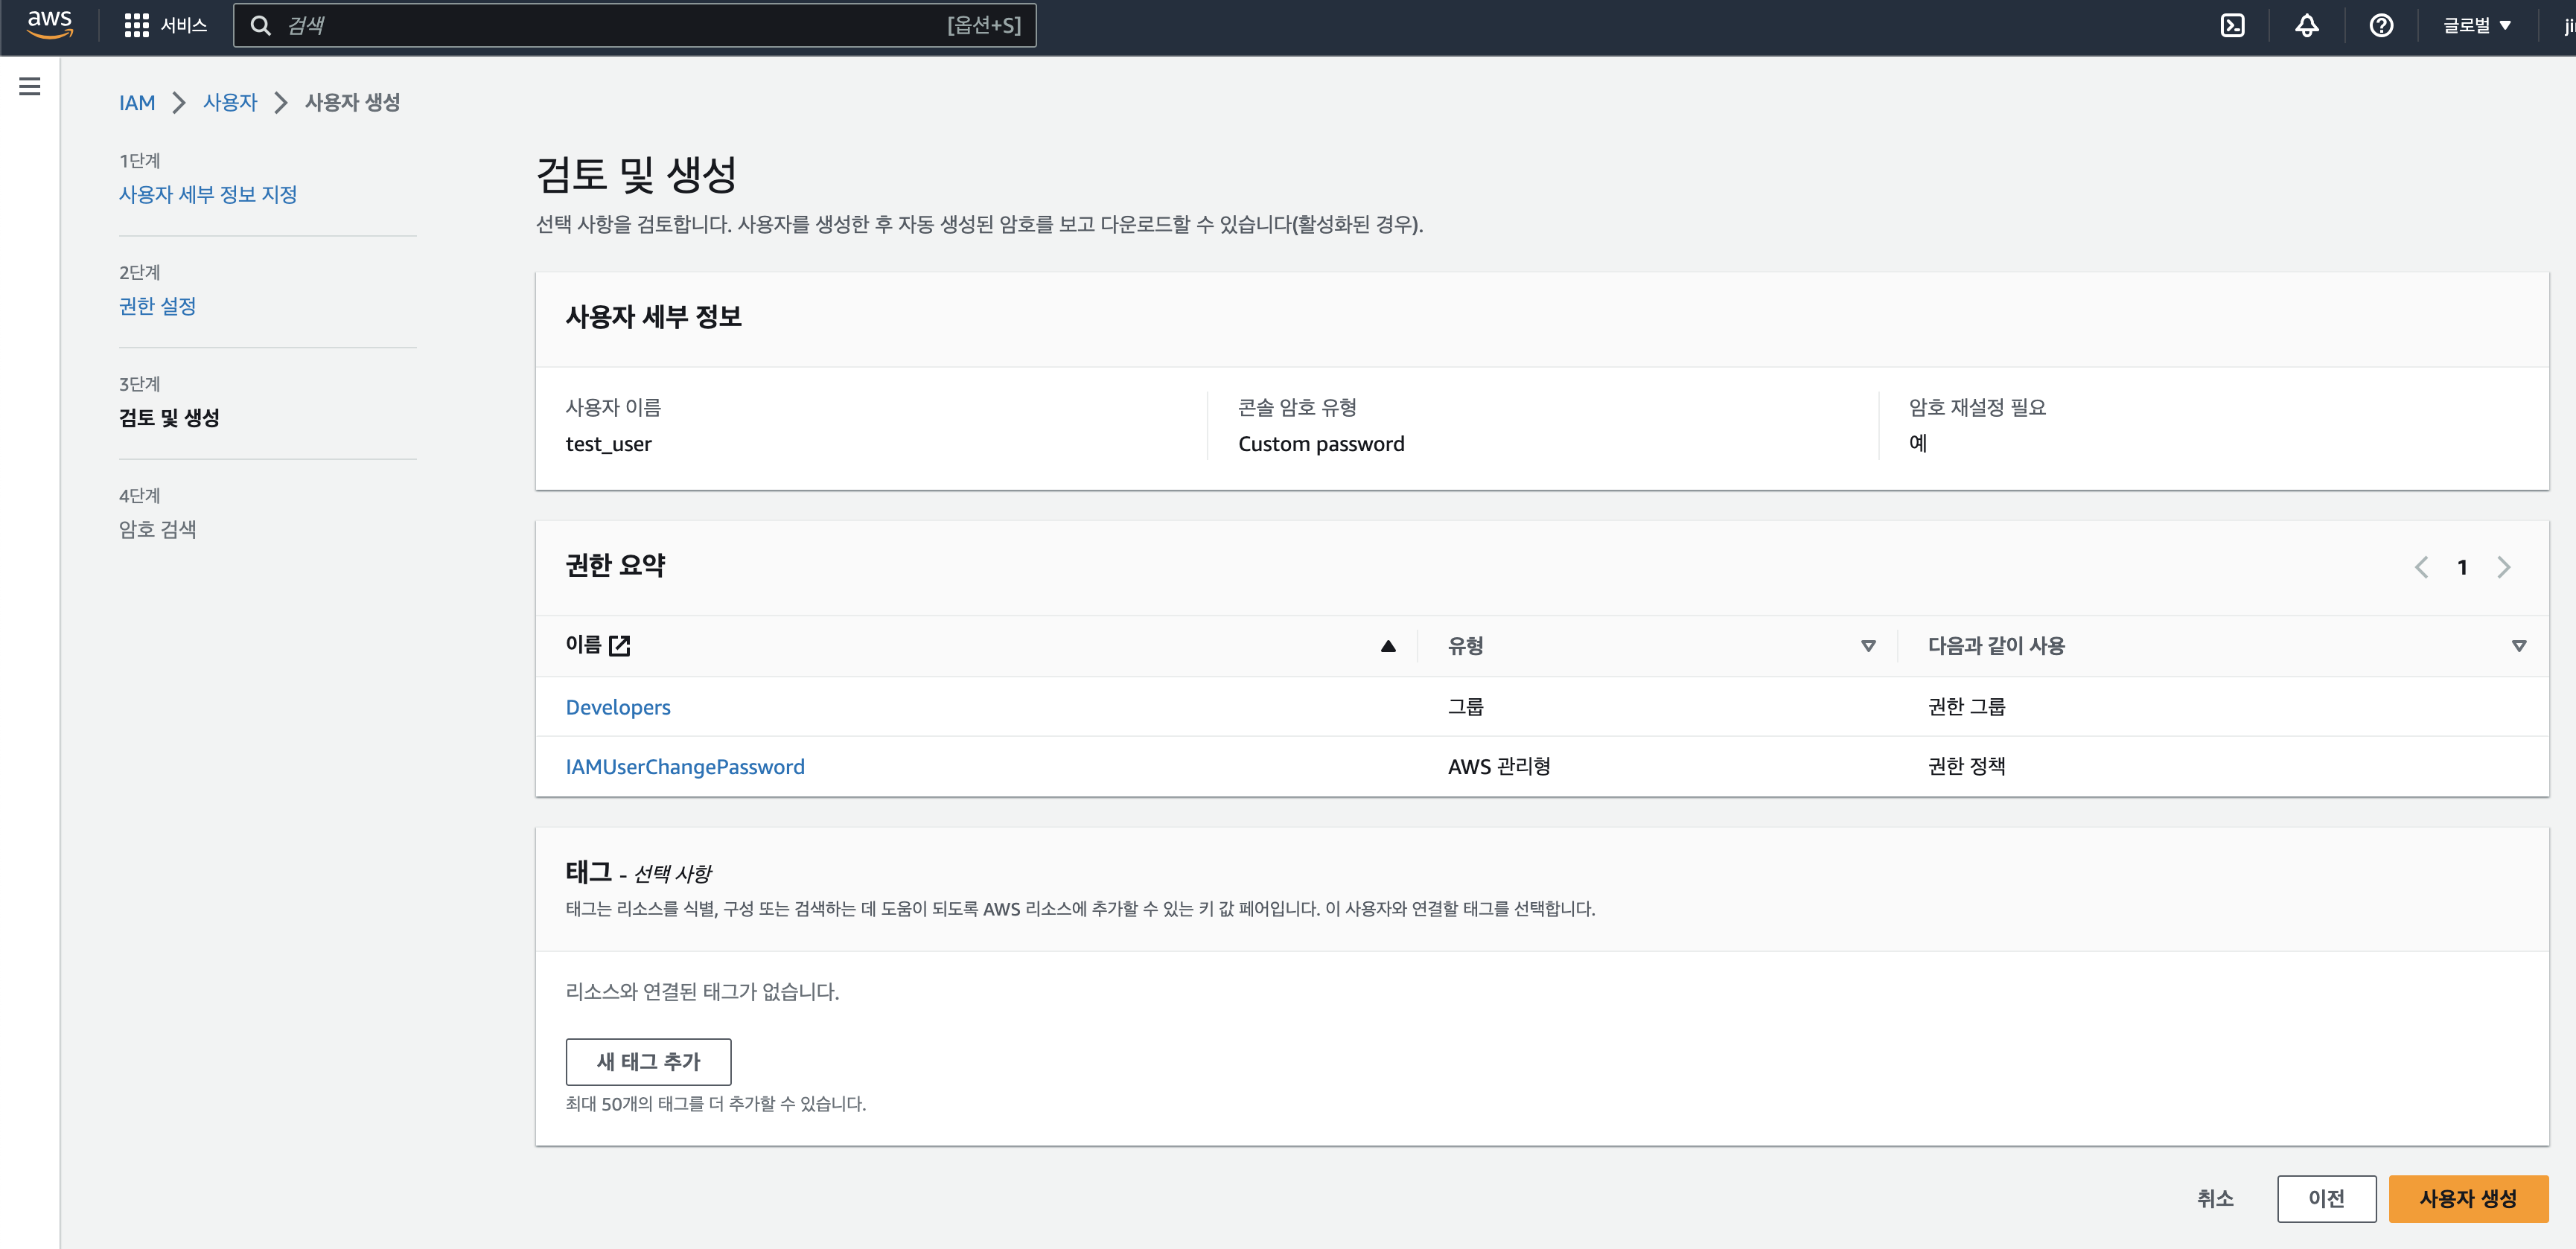 aws
서비스
검색
[옵션+S]
글로벌
IAM
사용자
사용자 생성
1단계
사용자 세부 정보 지정
2단계
권한 설정
3단계
검토 및 생성
4단계
암호 검색
검토 및 생성
선택 사항을 검토합니다. 사용자를 생성한 후 자동 생성된 암호를 보고 다운로드할 수 있습니다(활성화된 경우).
사용자 세부 정보
사용자 이름
test_user
콘솔 암호 유형
Custom password
암호 재설정 필요
예
권한 요약
1
이름
유형
다음과 같이 사용
Developers
그룹
권한 그룹
IAMUserChangePassword
AWS 관리형
권한 정책
태그 - 선택 사항
태그는 리소스를 식별, 구성 또는 검색하는 데 도움이 되도록 AWS 리소스에 추가할 수 있는 키 값 페어입니다. 이 사용자와 연결할 태그를 선택합니다.
리소스와 연결된 태그가 없습니다.
새 태그 추가
최대 50개의 태그를 더 추가할 수 있습니다.
취소
이전
사용자 생성